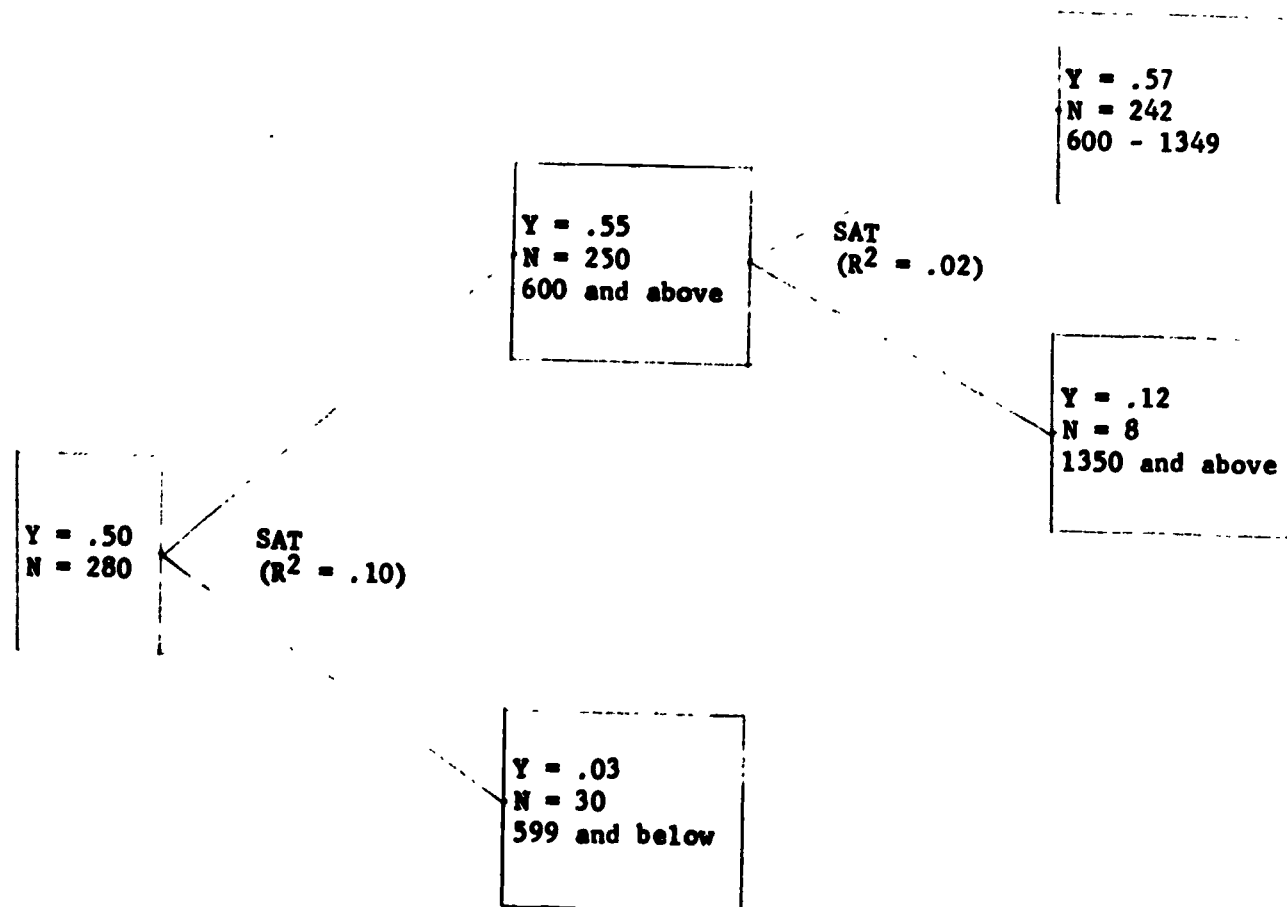 Y = .57
N = 242
600 - 1349
Y = .55
N = 250
600 and above
SAT
(R² = .02)
Y = .12
N = 8
1350 and above
Y = .50
N = 280
SAT
(R² = .10)
Y = .03
N = 30
599 and below